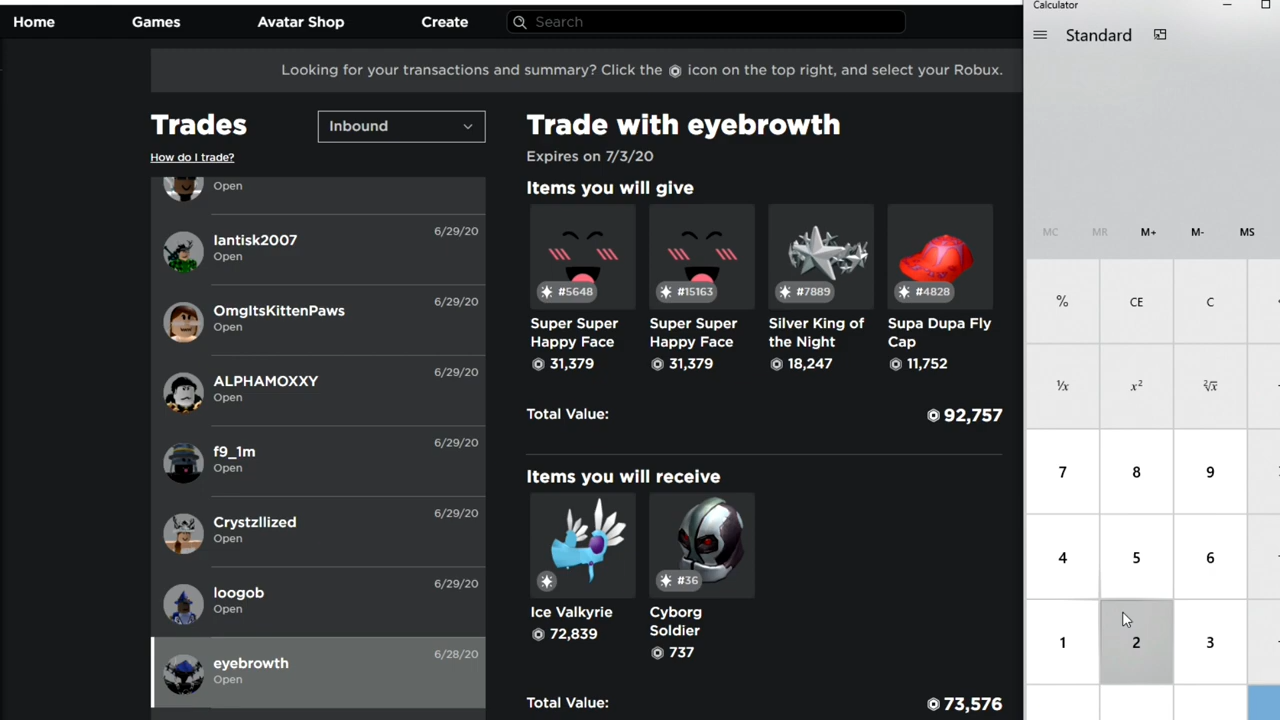 Home Games Avatar Shop Create Search
Looking for your transactions and summary? Click the icon on the top right, and select your Robux.
Trades Inbound
How do I trade?
Open
lantisk2007 6/29/20
Open
OmgItsKittenPaws 6/29/20
Open
ALPHAMOXXY 6/29/20
Open
f9_1m 6/29/20
Open
Crystzllized 6/29/20
Open
loogob 6/29/20
Open
eyebrowth 6/28/20
Open
Trade with eyebrowth
Expires on 7/3/20
Items you will give
#5648 #15163 #7889 #4828
Super Super Happy Face
31,379
Super Super Happy Face
31,379
Silver King of the Night
18,247
Supa Dupa Fly Cap
11,752
Total Value: 92,757
Items you will receive
#36
Ice Valkyrie
72,839
Cyborg Soldier
737
Total Value: 73,576
Calculator
Standard
MC MR M+ M- MS
% CE C
⅟x x² ²√x
7 8 9
4 5 6
1 2 3